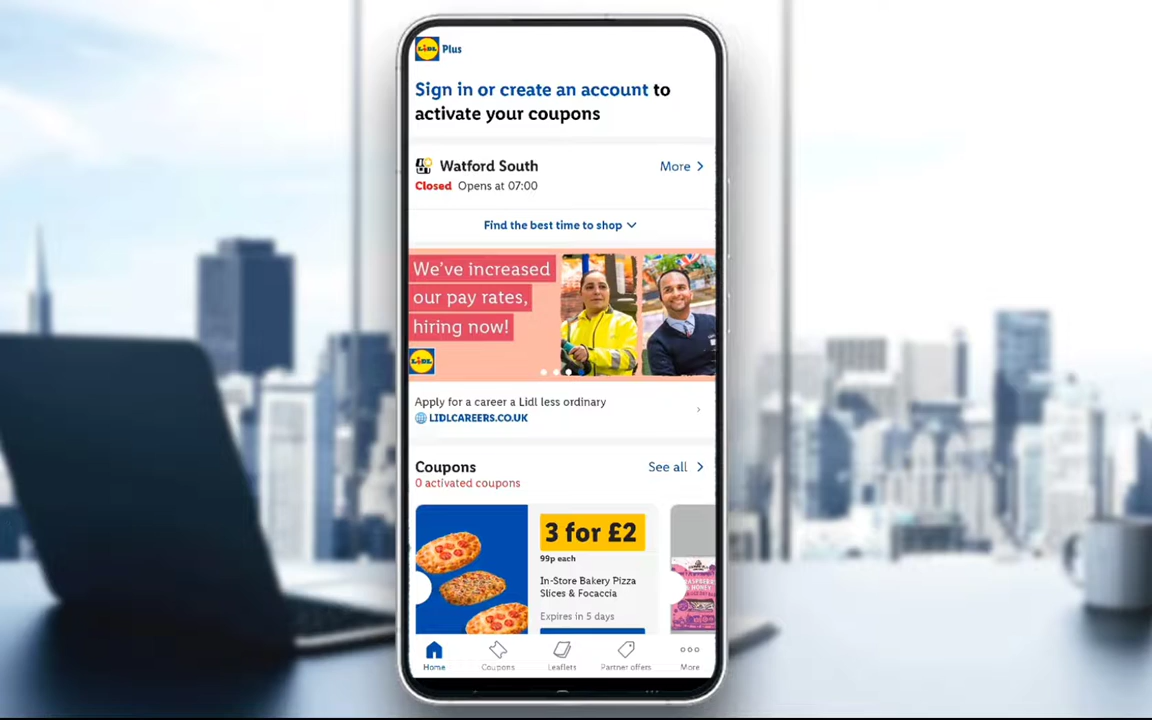 LIDL Plus
Sign in or create an account to
activate your coupons
Watford South
More >
Closed Opens at 07:00
Find the best time to shop
We've increased
our pay rates,
hiring now!
LIDL
Apply for a career a Lidl less ordinary
LIDLCAREERS.CO.UK
Coupons
See all >
0 activated coupons
3 for £2
99p each
In-Store Bakery Pizza
Slices & Focaccia
Expires in 5 days
RASPBERRY
& HONEY
Home
Coupons
Leaflets
Partner offers
More